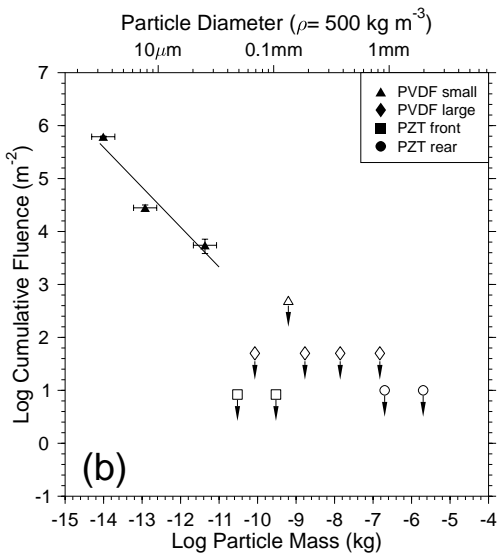 Particle Diameter (ρ= 500 kg m⁻³)
10μm 0.1mm 1mm
7
6
5
4
3
2
1
0
-1
Log Cumulative Fluence (m⁻²)
PVDF small
PVDF large
PZT front
PZT rear
(b)
-15 -14 -13 -12 -11 -10 -9 -8 -7 -6 -5 -4
Log Particle Mass (kg)